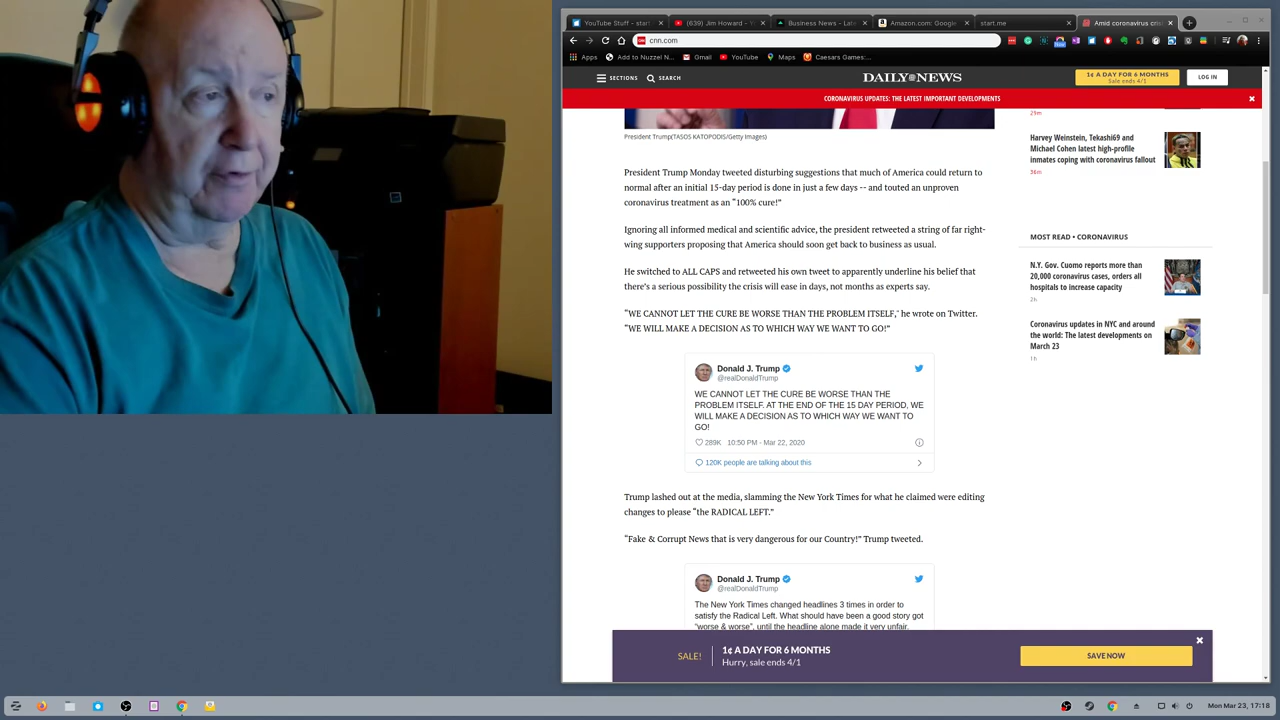 YouTube Stuff - start
(639) Jim Howard - Y
Business News - Late
Amazon.com: Google
start.me
Amid coronavirus cris
cnn.com
Apps
Add to Nuzzel N...
Gmail
YouTube
Maps
Caesars Games:...
SECTIONS
SEARCH
DAILY NEWS
1¢ A DAY FOR 6 MONTHS
Sale ends 4/1
LOG IN
CORONAVIRUS UPDATES: THE LATEST IMPORTANT DEVELOPMENTS
President Trump(TASOS KATOPODIS/Getty Images)
President Trump Monday tweeted disturbing suggestions that much of America could return to
normal after an initial 15-day period is done in just a few days -- and touted an unproven
coronavirus treatment as an “100% cure!”
Ignoring all informed medical and scientific advice, the president retweeted a string of far right-
wing supporters proposing that America should soon get back to business as usual.
He switched to ALL CAPS and retweeted his own tweet to apparently underline his belief that
there’s a serious possibility the crisis will ease in days, not months as experts say.
“WE CANNOT LET THE CURE BE WORSE THAN THE PROBLEM ITSELF,' he wrote on Twitter.
“WE WILL MAKE A DECISION AS TO WHICH WAY WE WANT TO GO!”
Donald J. Trump
@realDonaldTrump
WE CANNOT LET THE CURE BE WORSE THAN THE
PROBLEM ITSELF. AT THE END OF THE 15 DAY PERIOD, WE
WILL MAKE A DECISION AS TO WHICH WAY WE WANT TO
GO!
289K 10:50 PM - Mar 22, 2020
120K people are talking about this
Trump lashed out at the media, slamming the New York Times for what he claimed were editing
changes to please “the RADICAL LEFT.”
“Fake & Corrupt News that is very dangerous for our Country!” Trump tweeted.
Donald J. Trump
@realDonaldTrump
The New York Times changed headlines 3 times in order to
satisfy the Radical Left. What should have been a good story got
“worse & worse”, until the headline alone made it very unfair.
29m
Harvey Weinstein, Tekashi69 and
Michael Cohen latest high-profile
inmates coping with coronavirus fallout
36m
MOST READ • CORONAVIRUS
N.Y. Gov. Cuomo reports more than
20,000 coronavirus cases, orders all
hospitals to increase capacity
2h
Coronavirus updates in NYC and around
the world: The latest developments on
March 23
1h
SALE!
1¢ A DAY FOR 6 MONTHS
Hurry, sale ends 4/1
SAVE NOW
Mon Mar 23, 17:18